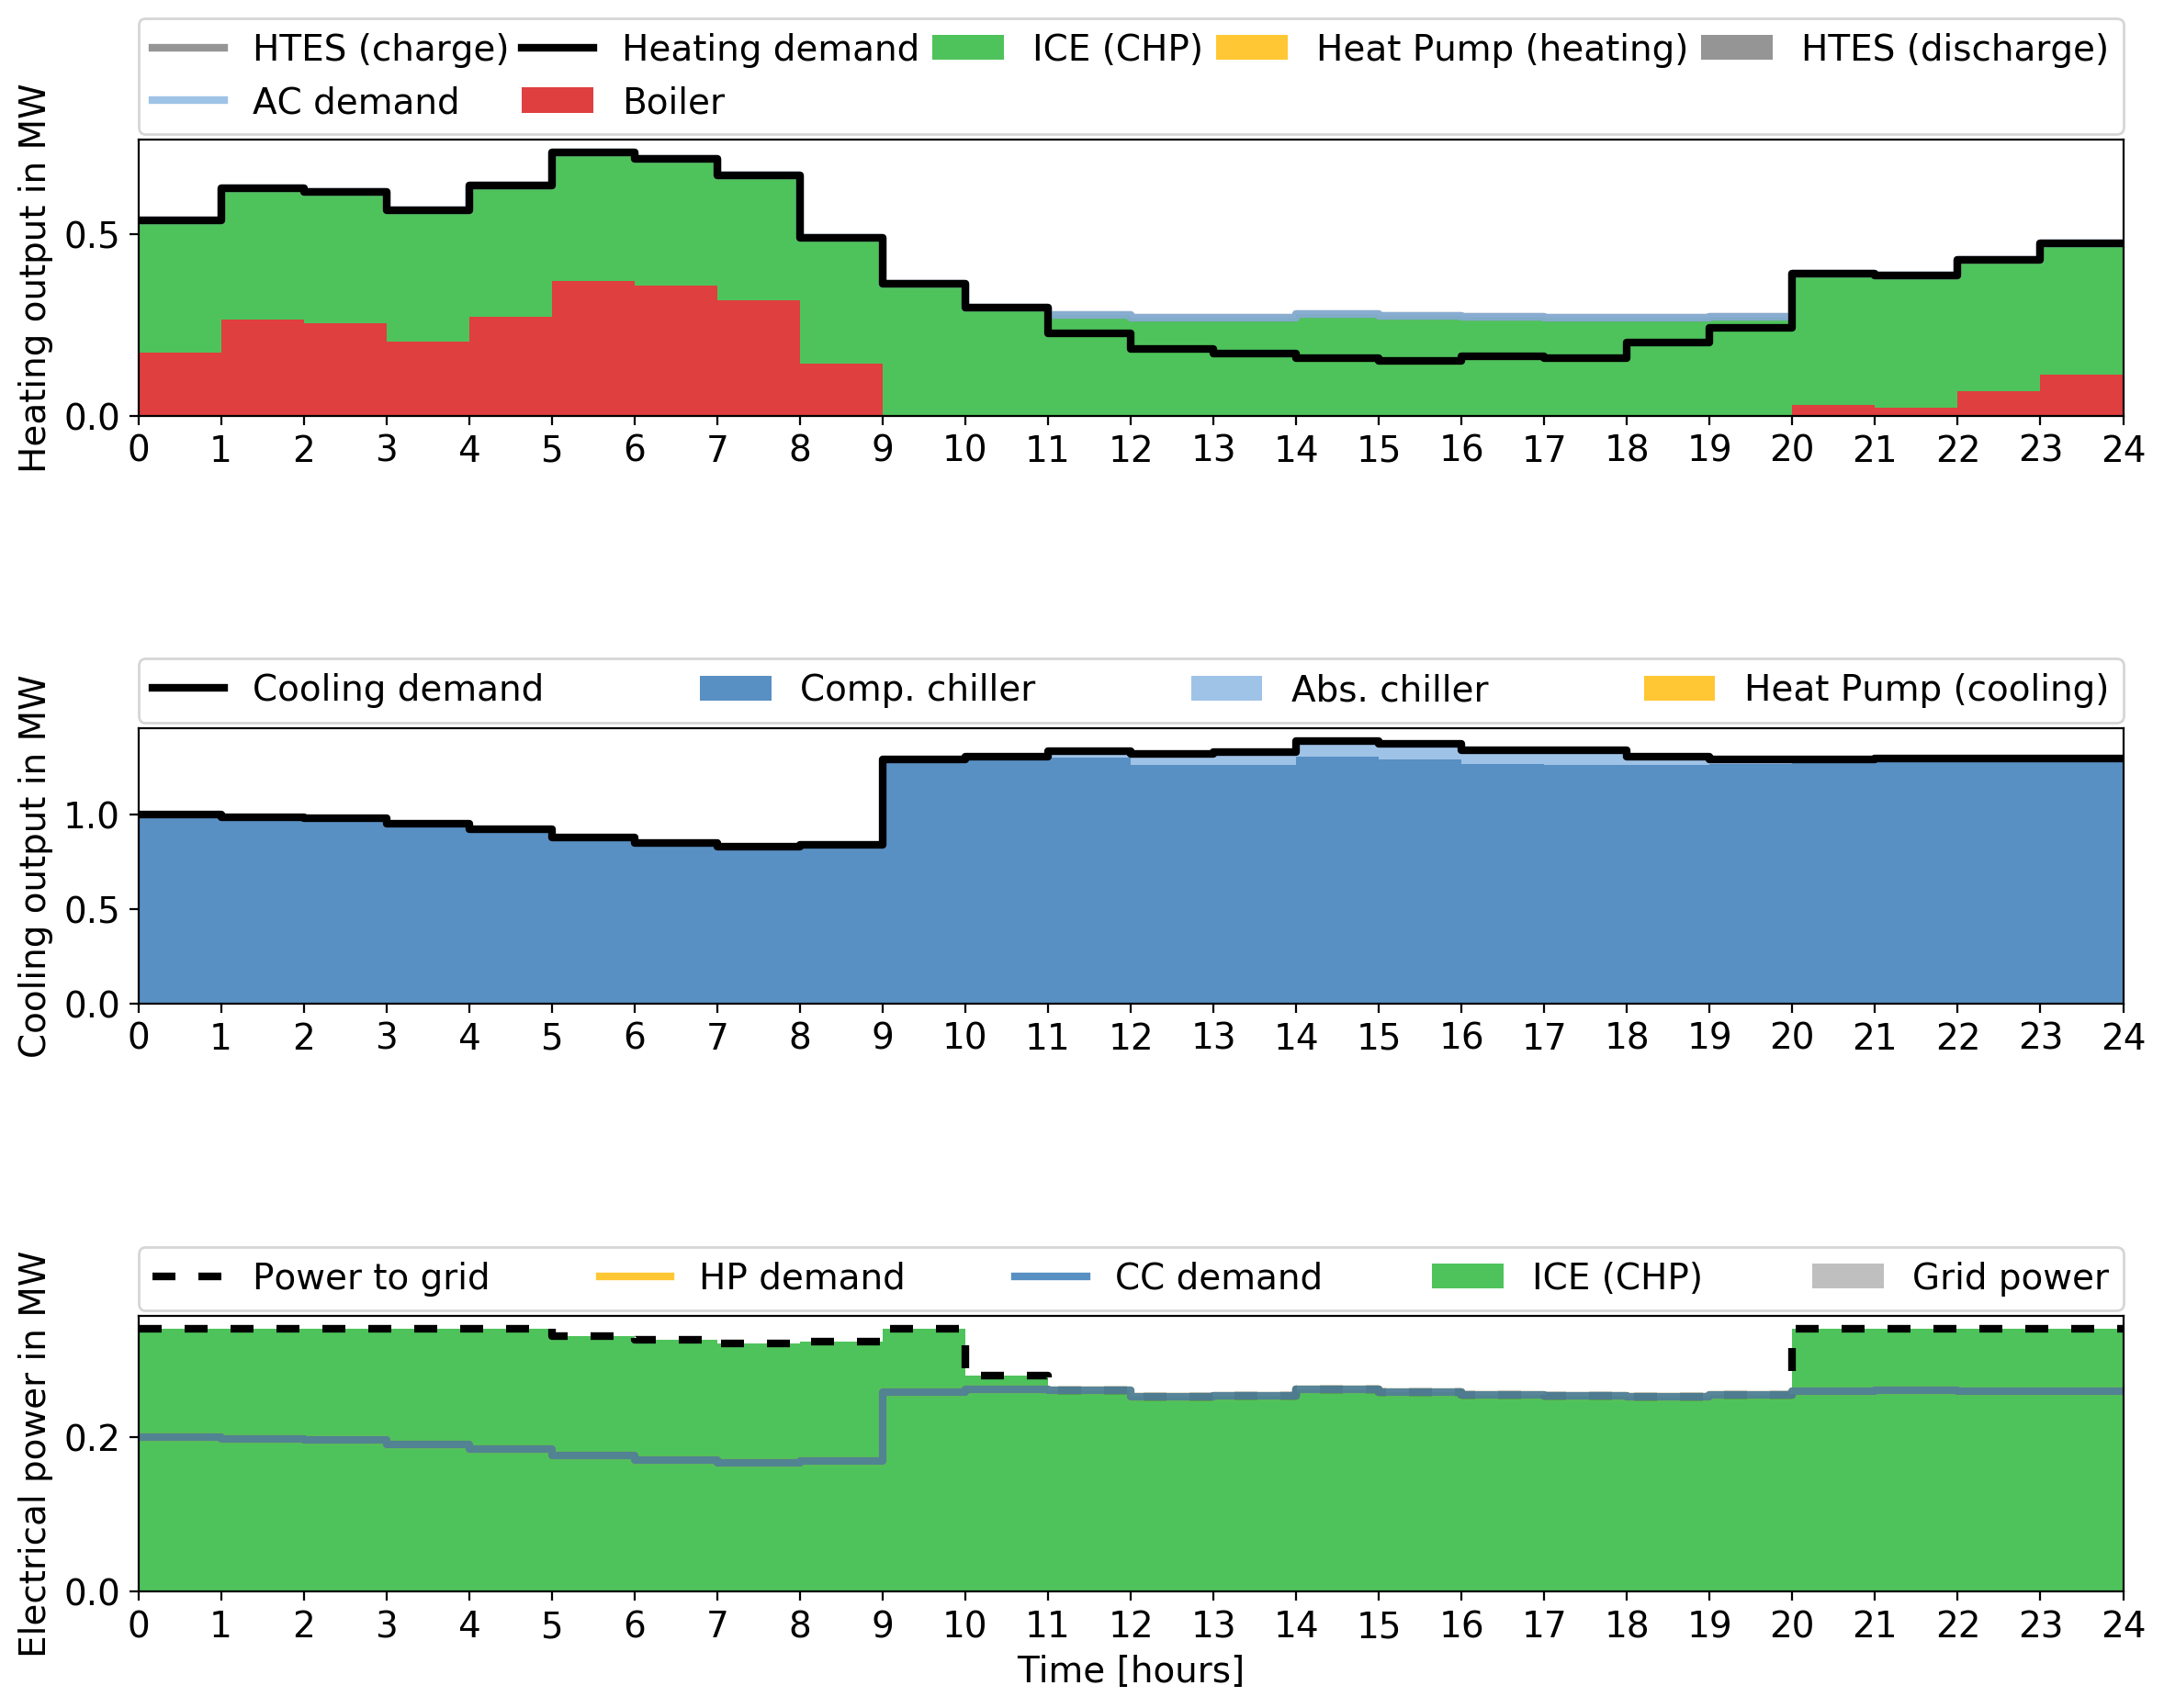 HTES (charge) Heating demand ICE (CHP) Heat Pump (heating) HTES (discharge)
AC demand Boiler
Heating output in MW
0.5
0.0
0 1 2 3 4 5 6 7 8 9 10 11 12 13 14 15 16 17 18 19 20 21 22 23 24
Cooling demand Comp. chiller Abs. chiller Heat Pump (cooling)
Cooling output in MW
1.0
0.5
0.0
0 1 2 3 4 5 6 7 8 9 10 11 12 13 14 15 16 17 18 19 20 21 22 23 24
Power to grid HP demand CC demand ICE (CHP) Grid power
Electrical power in MW
0.2
0.0
0 1 2 3 4 5 6 7 8 9 10 11 12 13 14 15 16 17 18 19 20 21 22 23 24
Time [hours]